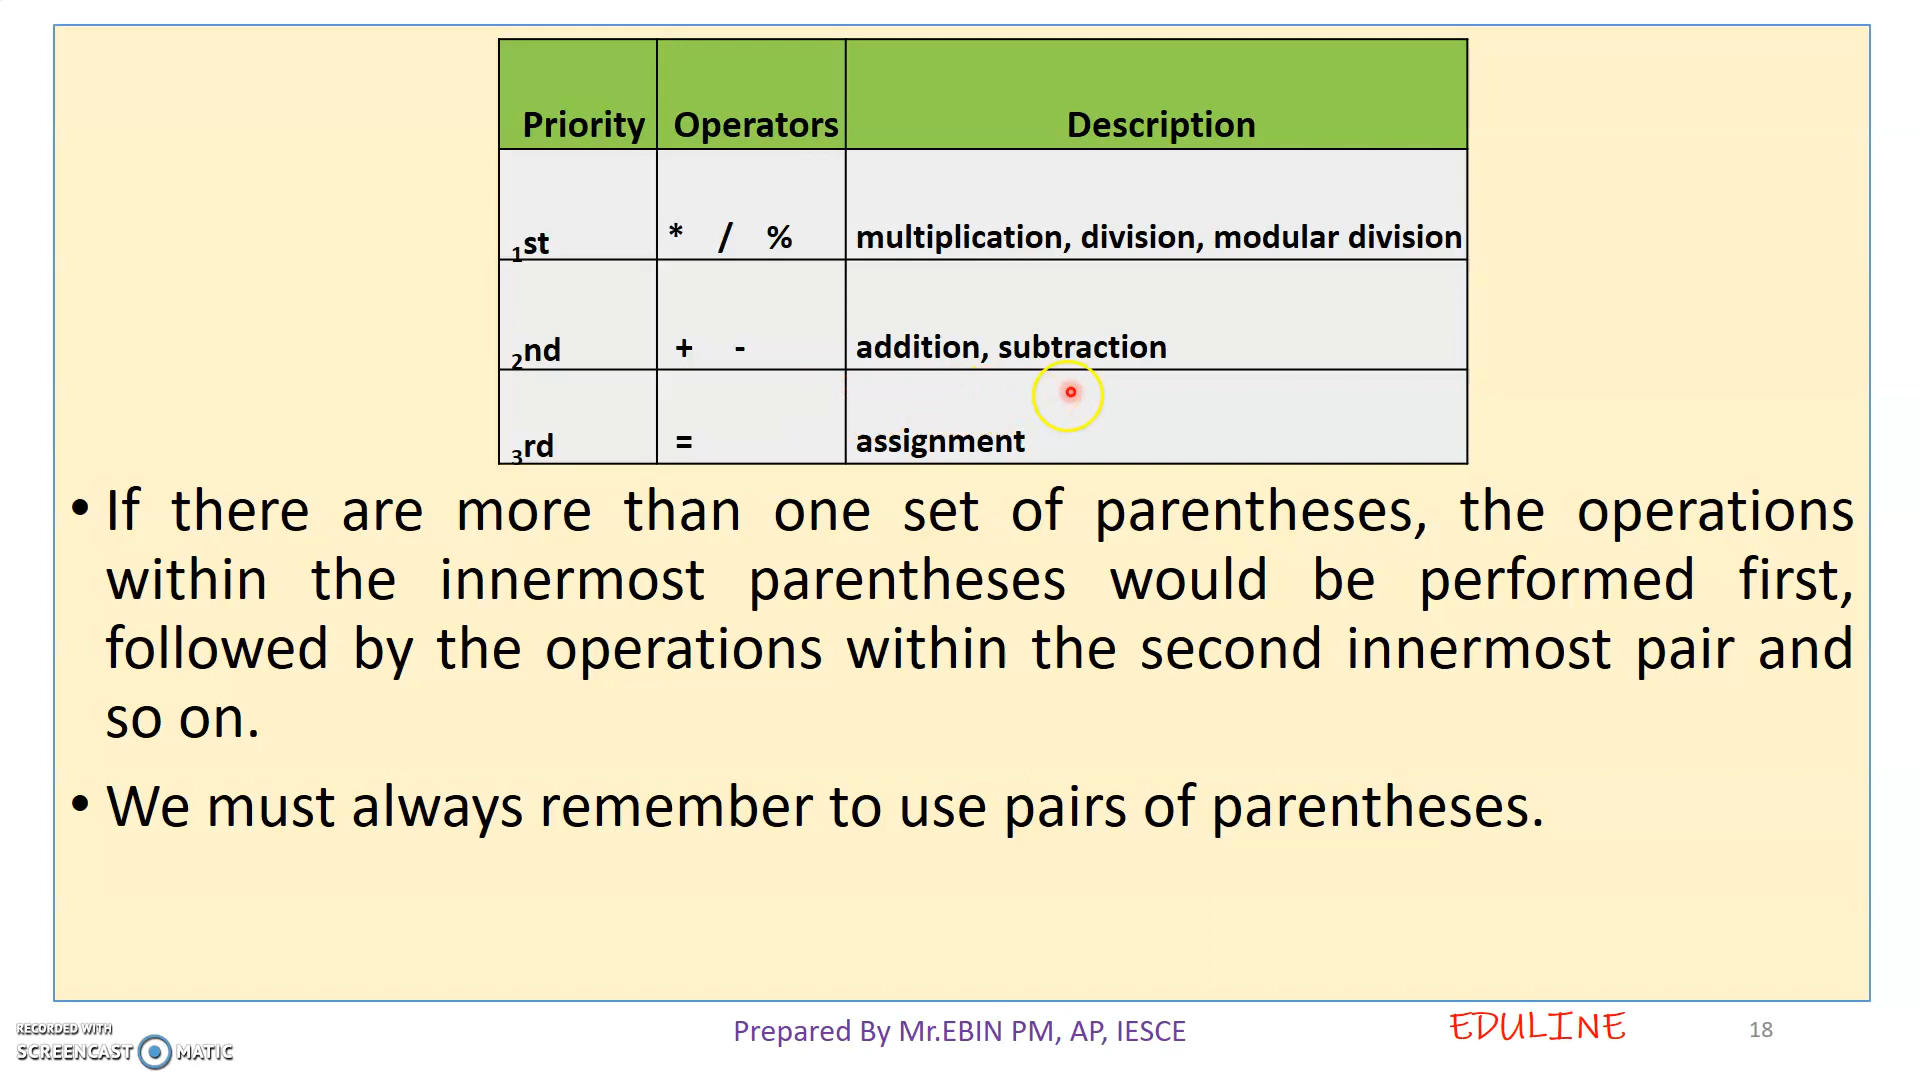 Priority Operators Description
1st * / % multiplication, division, modular division
2nd + - addition, subtraction
3rd = assignment
• If there are more than one set of parentheses, the operations
within the innermost parentheses would be performed first,
followed by the operations within the second innermost pair and
so on.
• We must always remember to use pairs of parentheses.
RECORDED WITH
SCREENCAST MATIC
Prepared By Mr.EBIN PM, AP, IESCE
EDULINE
18